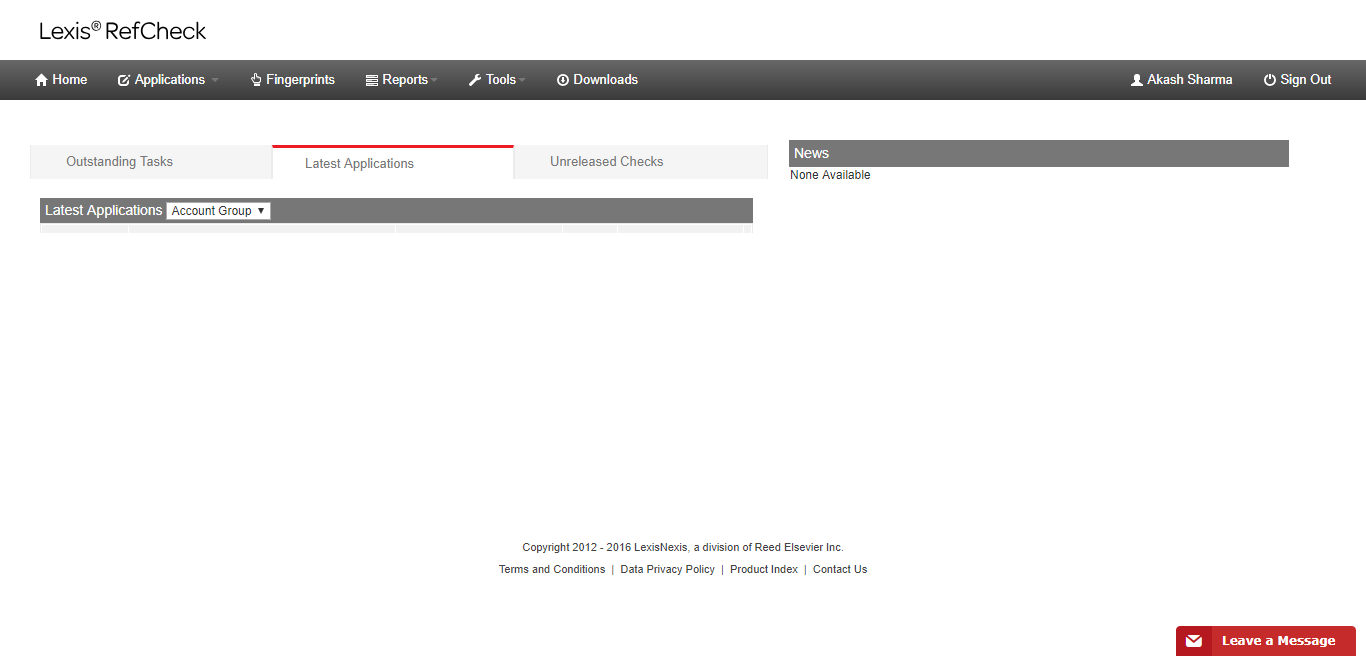 Lexis® RefCheck
Home Applications Fingerprints Reports Tools Downloads Akash Sharma Sign Out
Outstanding Tasks Latest Applications Unreleased Checks
News
None Available
Latest Applications Account Group
Copyright 2012 - 2016 LexisNexis, a division of Reed Elsevier Inc.
Terms and Conditions | Data Privacy Policy | Product Index | Contact Us
Leave a Message